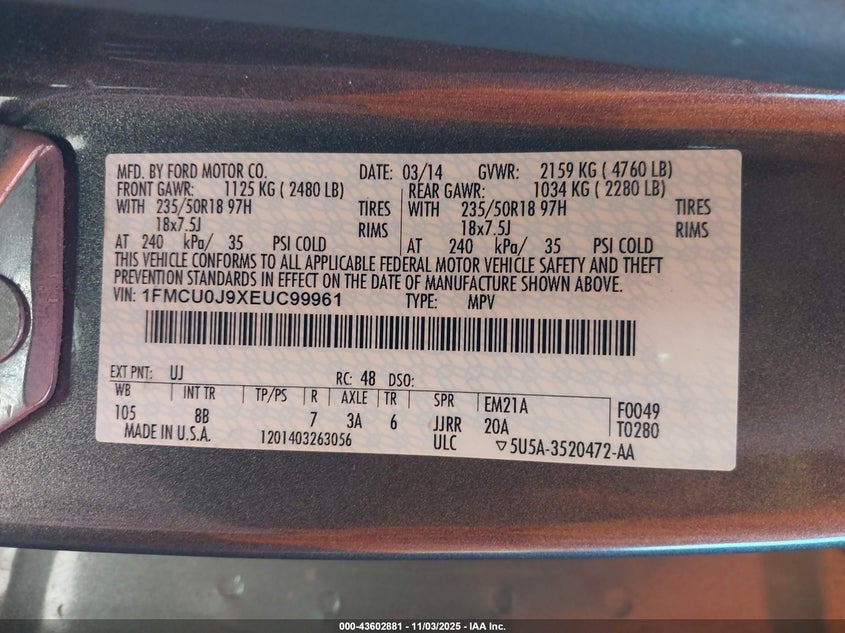 MFD. BY FORD MOTOR CO. DATE: 03/14 GVWR: 2159 KG ( 4760 LB)
FRONT GAWR: 1125 KG ( 2480 LB) REAR GAWR: 1034 KG ( 2280 LB)
WITH 235/50R18 97H TIRES WITH 235/50R18 97H TIRES
18x7.5J RIMS 18x7.5J RIMS
AT 240 kPa/ 35 PSI COLD AT 240 kPa/ 35 PSI COLD
THIS VEHICLE CONFORMS TO ALL APPLICABLE FEDERAL MOTOR VEHICLE SAFETY AND THEFT
PREVENTION STANDARDS IN EFFECT ON THE DATE OF MANUFACTURE SHOWN ABOVE.
VIN: 1FMCU0J9XEUC99961 TYPE: MPV
EXT PNT: UJ RC: 48 DSO:
WB INT TR TP/PS R AXLE TR SPR EM21A F0049
105 8B 7 3A 6 JJRR 20A T0280
MADE IN U.S.A. 1201403263056 ULC ▽5U5A-3520472-AA
000-43602881 - 11/03/2025 - IAA Inc.